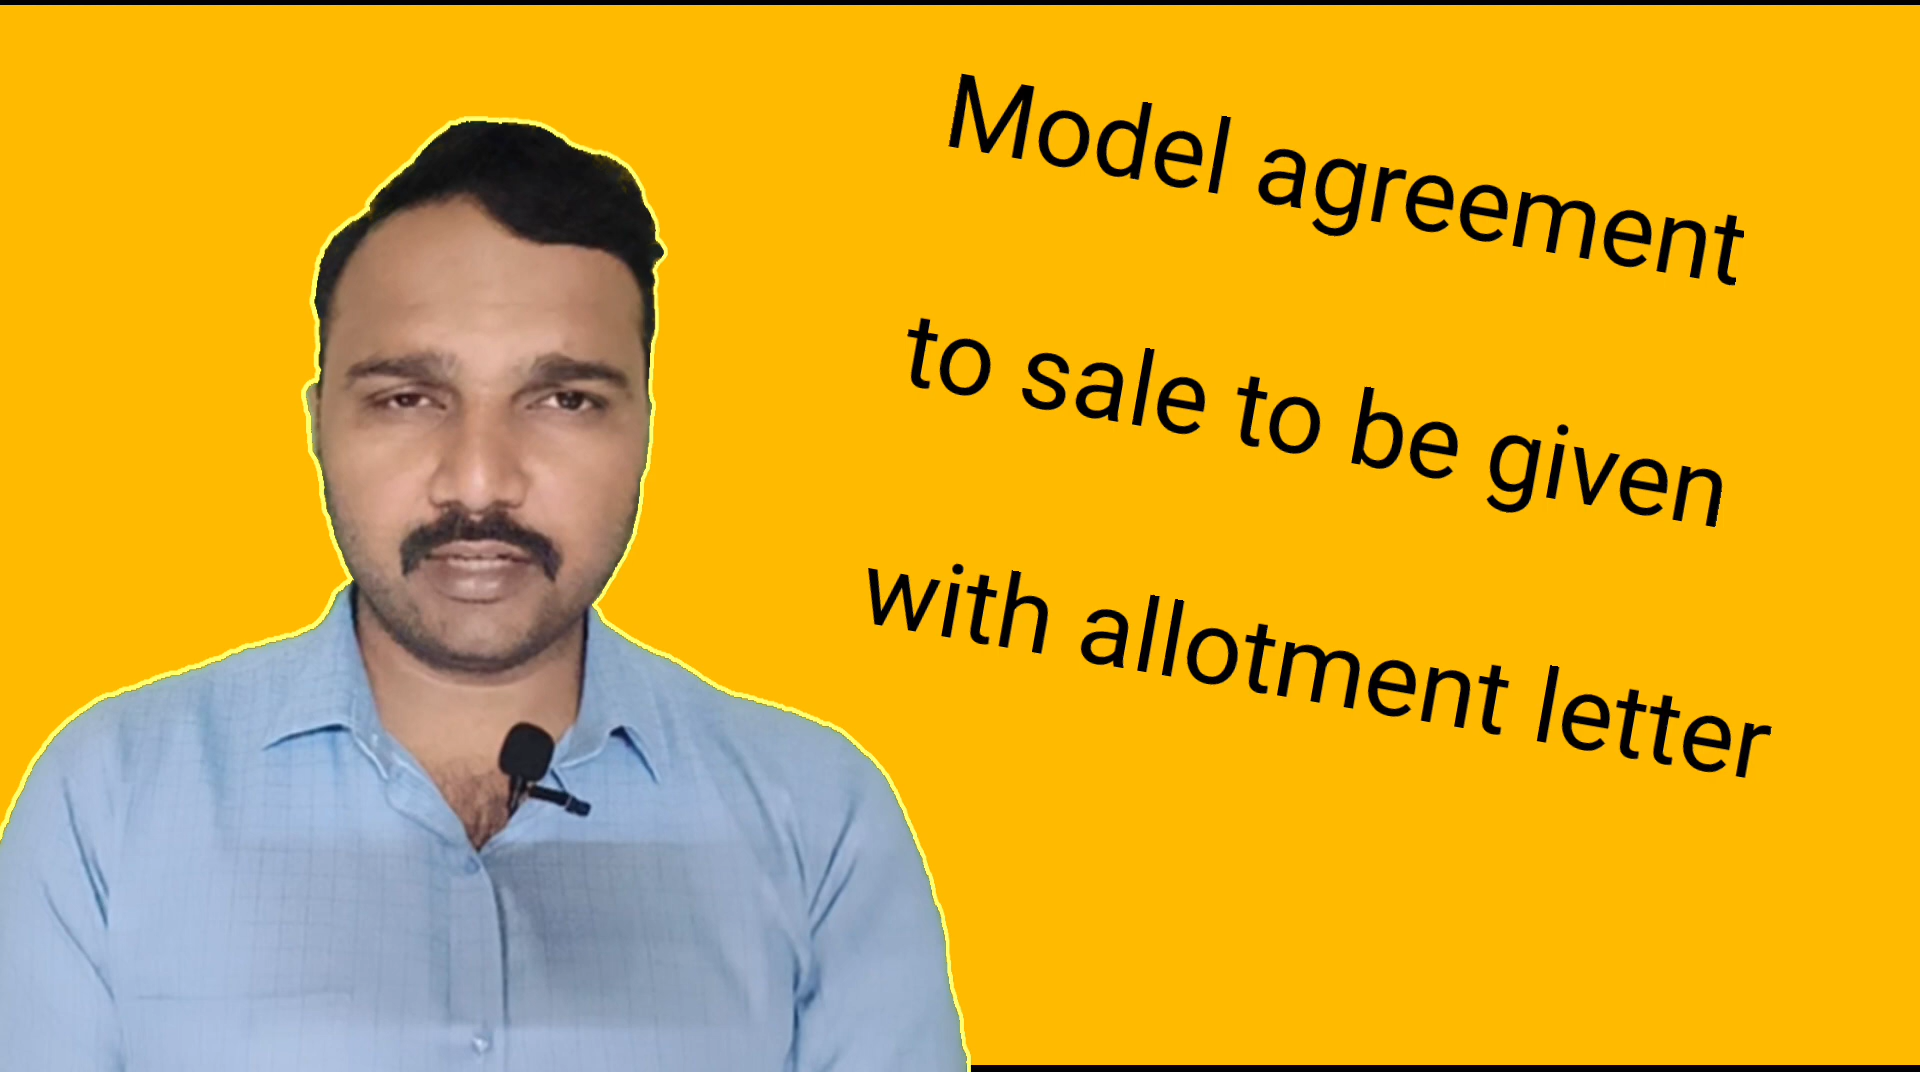 Model agreement
to sale to be given
with allotment letter